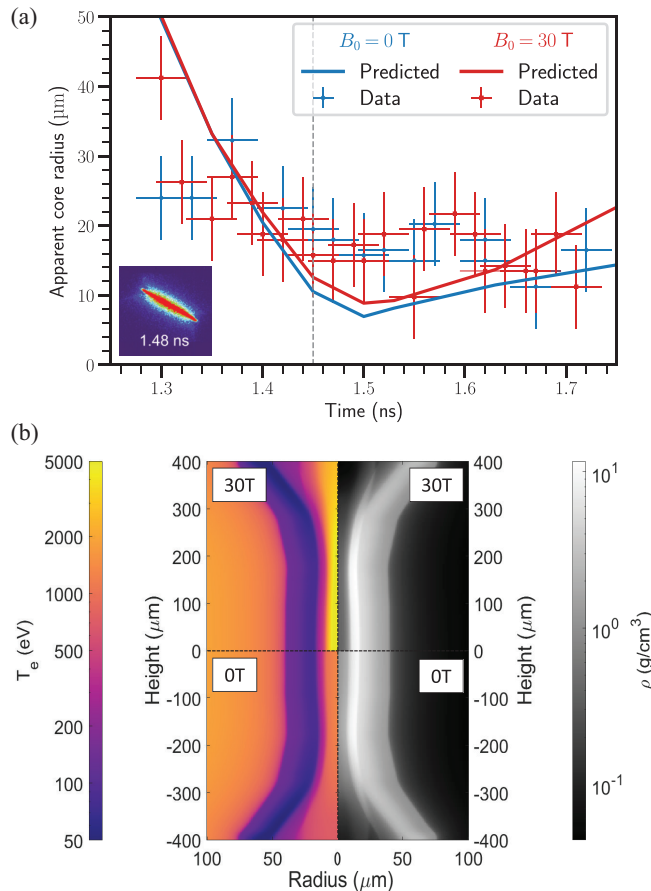 (a)
B₀ = 0 T B₀ = 30 T
Predicted Predicted
Data Data
50
40
30
20
10
0
Apparent core radius (μm)
1.48 ns
1.3 1.4 1.5 1.6 1.7
Time (ns)
(b)
5000
2000
1000
500
200
100
50
Tₑ (eV)
400
300
200
100
0
-100
-200
-300
-400
Height (μm)
30T 30T
0T 0T
100 50 0 50 100
Radius (μm)
400
300
200
100
0
-100
-200
-300
-400
Height (μm)
10¹
10⁰
10⁻¹
ρ (g/cm³)